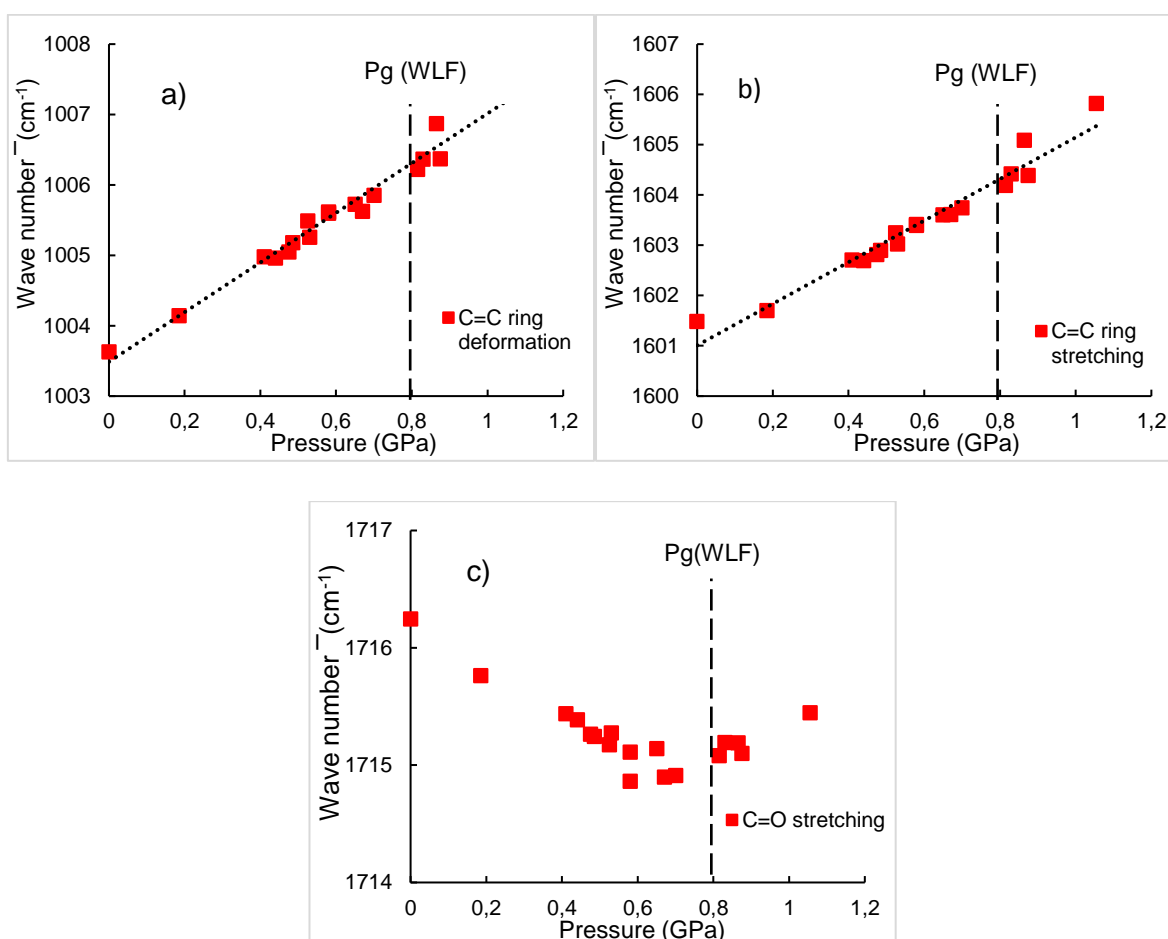 a)
Pg (WLF)
Wave number ¯(cm-1)
1008
1007
1006
1005
1004
1003
0
0,2
0,4
0,6
0,8
1
1,2
Pressure (GPa)
C=C ring
deformation
b)
Pg (WLF)
Wave number ¯(cm-1)
1607
1606
1605
1604
1603
1602
1601
1600
0
0,2
0,4
0,6
0,8
1
1,2
Pressure (GPa)
C=C ring
stretching
c)
Pg(WLF)
Wave number ¯(cm-1)
1717
1716
1715
1714
0
0,2
0,4
0,6
0,8
1
1,2
Pressure (GPa)
C=O stretching